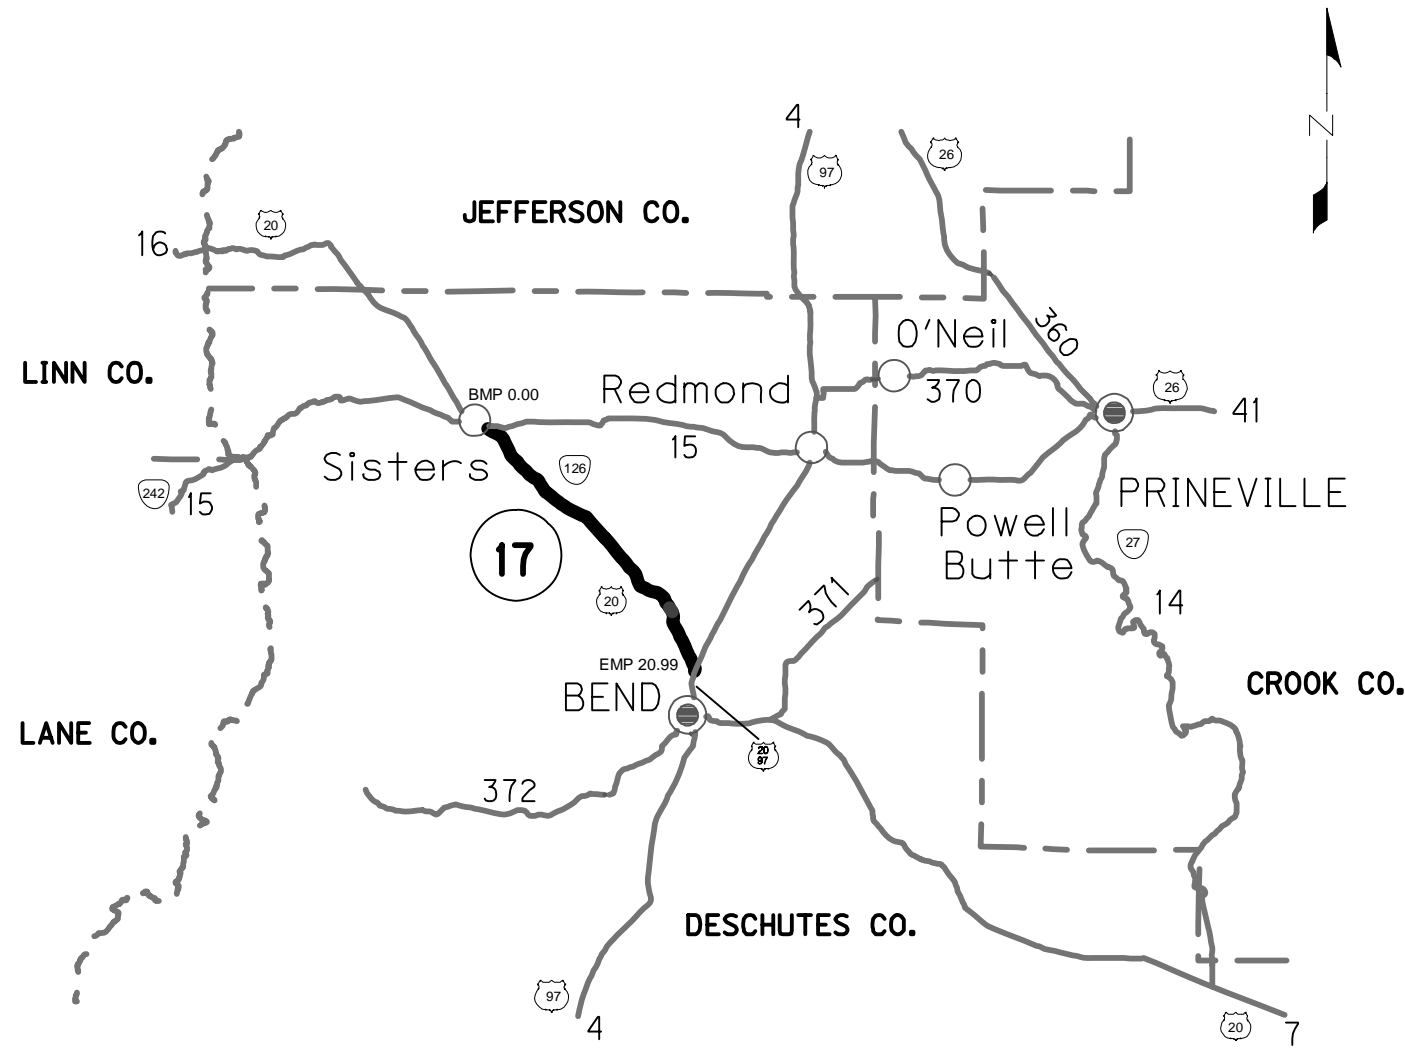 N
4
97
26
JEFFERSON CO.
20
16
O'Neil
360
LINN CO.
BMP 0.00
Redmond
370
26
41
15
Sisters
126
242
15
PRINEVILLE
Powell
Butte
17
27
20
371
14
EMP 20.99
BEND
CROOK CO.
LANE CO.
20
97
372
DESCHUTES CO.
97
4
20
7